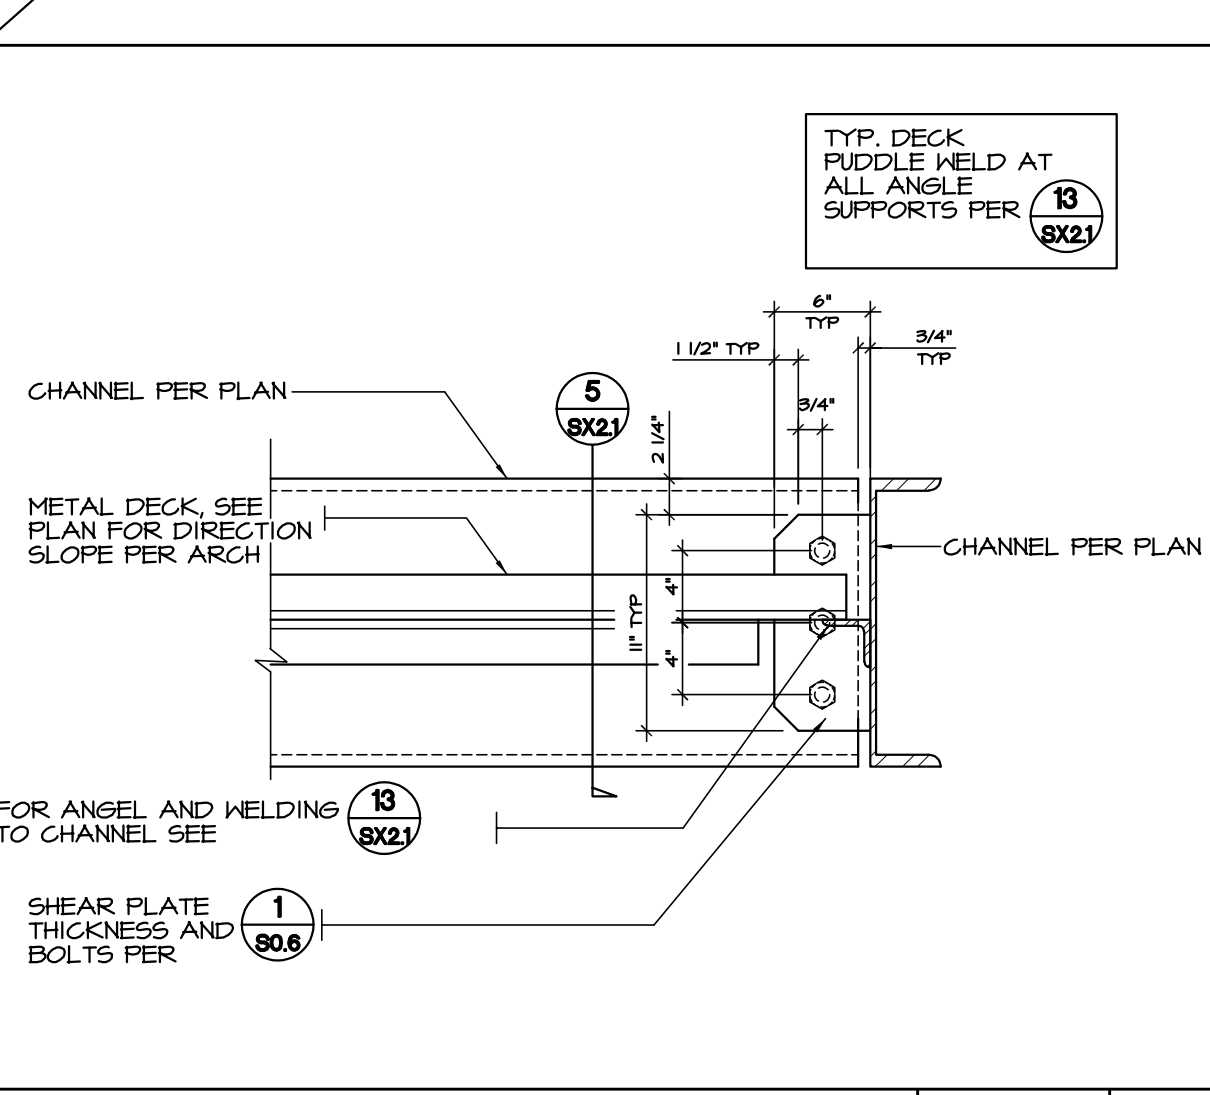 TYP. DECK
PUDDLE WELD AT
ALL ANGLE
SUPPORTS PER
13
SX2.1
6"
TYP
3/4"
TYP
1 1/2" TYP
3/4"
2 1/4"
CHANNEL PER PLAN
5
SX2.1
METAL DECK, SEE
PLAN FOR DIRECTION
SLOPE PER ARCH
CHANNEL PER PLAN
4"
11" TYP
4"
FOR ANGEL AND WELDING
TO CHANNEL SEE
13
SX2.1
SHEAR PLATE
THICKNESS AND
BOLTS PER
1
S0.6